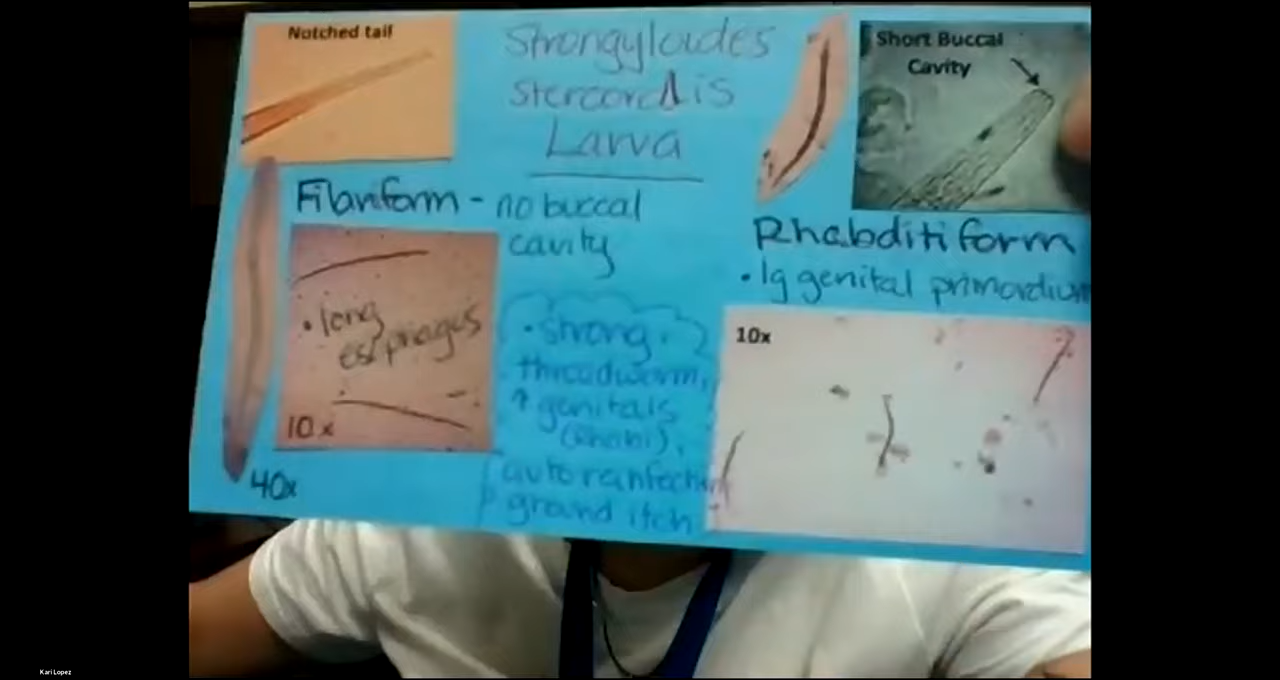 Notched tail
Strongyloides
stercoralis
Larva
Short Buccal
Cavity
Filariform - no buccal
cavity
Rhabditiform
• lg genital primordium
• long
esophagus
10x
40x
• strong,
threadworm,
↑ genitals
(Rhabi),
autoreinfection
ground itch
10x
Kari Lopez